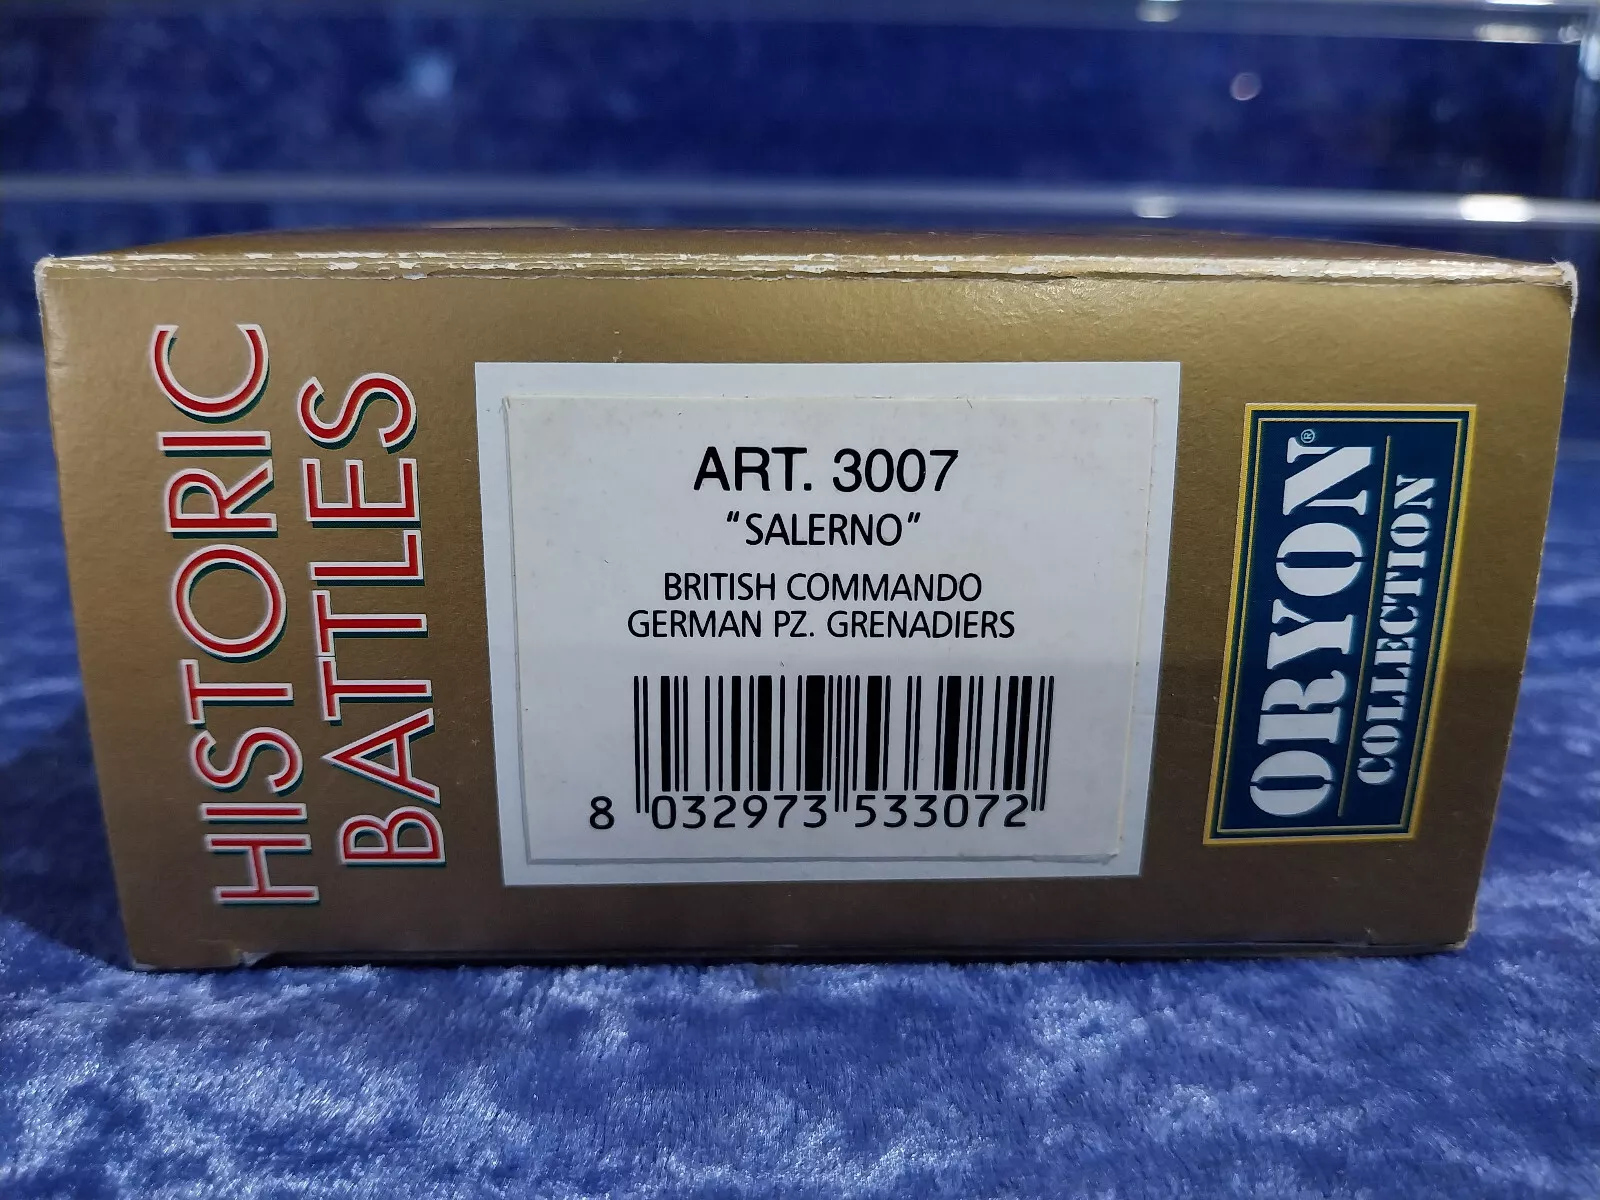 HISTORIC
BATTLES
ART. 3007
“SALERNO”
BRITISH COMMANDO
GERMAN PZ. GRENADIERS
8 032973 533072
ORYON®
COLLECTION